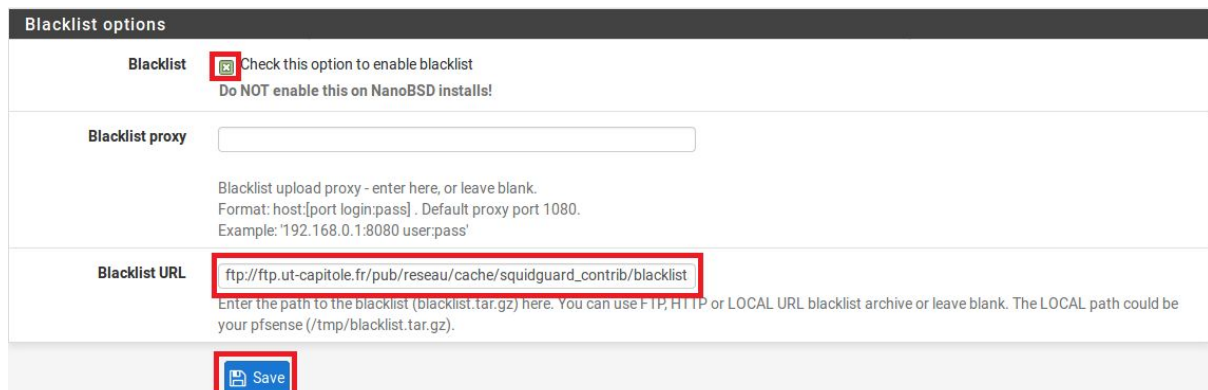 Blacklist options
Blacklist
Check this option to enable blacklist
Do NOT enable this on NanoBSD installs!
Blacklist proxy
Blacklist upload proxy - enter here, or leave blank.
Format: host:[port login:pass] . Default proxy port 1080.
Example: '192.168.0.1:8080 user:pass'
Blacklist URL
ftp://ftp.ut-capitole.fr/pub/reseau/cache/squidguard_contrib/blacklist
Enter the path to the blacklist (blacklist.tar.gz) here. You can use FTP, HTTP or LOCAL URL blacklist archive or leave blank. The LOCAL path could be
your pfsense (/tmp/blacklist.tar.gz).
Save